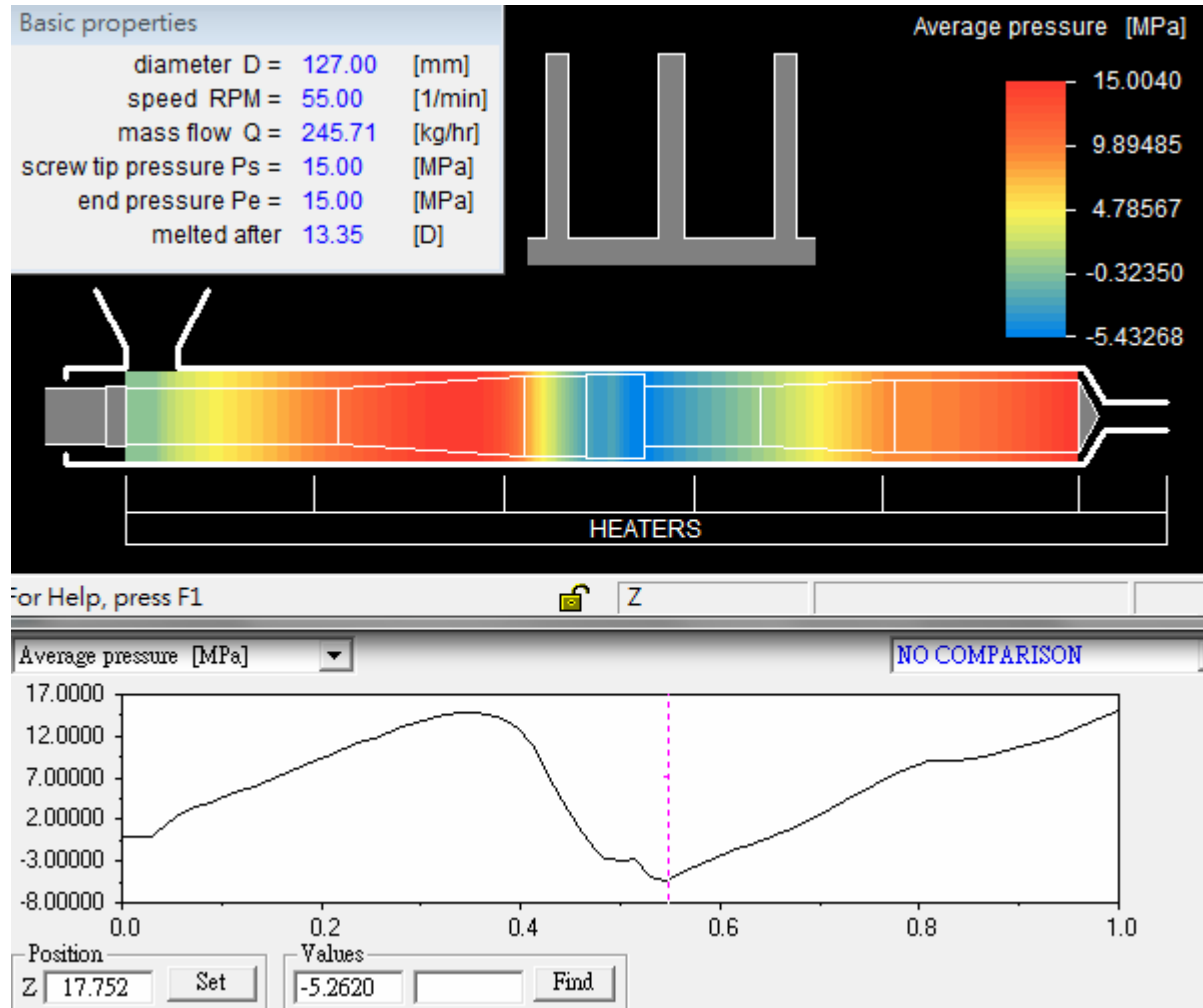 Basic properties
diameter D = 127.00 [mm]
speed RPM = 55.00 [1/min]
mass flow Q = 245.71 [kg/hr]
screw tip pressure Ps = 15.00 [MPa]
end pressure Pe = 15.00 [MPa]
melted after 13.35 [D]
Average pressure [MPa]
15.0040
9.89485
4.78567
-0.32350
-5.43268
HEATERS
For Help, press F1
Z
Average pressure [MPa]
NO COMPARISON
17.0000
12.0000
7.00000
2.00000
-3.00000
-8.00000
0.0 0.2 0.4 0.6 0.8 1.0
Position
Z 17.752 Set
Values
-5.2620 Find